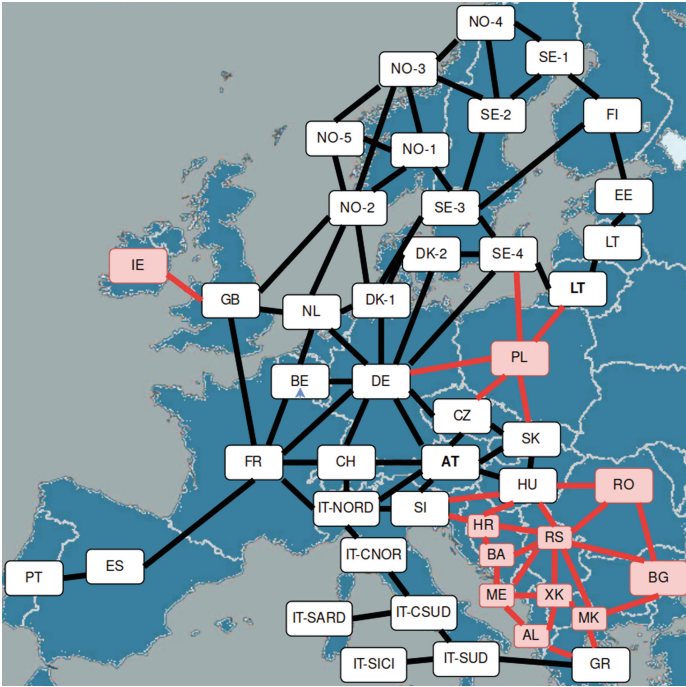 NO-4
SE-1
NO-3
SE-2
FI
NO-5
NO-1
EE
NO-2
SE-3
LT
DK-2
SE-4
IE
LT
GB
NL
DK-1
PL
BE
DE
CZ
SK
FR
CH
AT
HU
RO
IT-NORD
SI
HR
RS
IT-CNOR
BA
PT
ES
BG
ME
XK
IT-SARD
IT-CSUD
MK
AL
IT-SICI
IT-SUD
GR